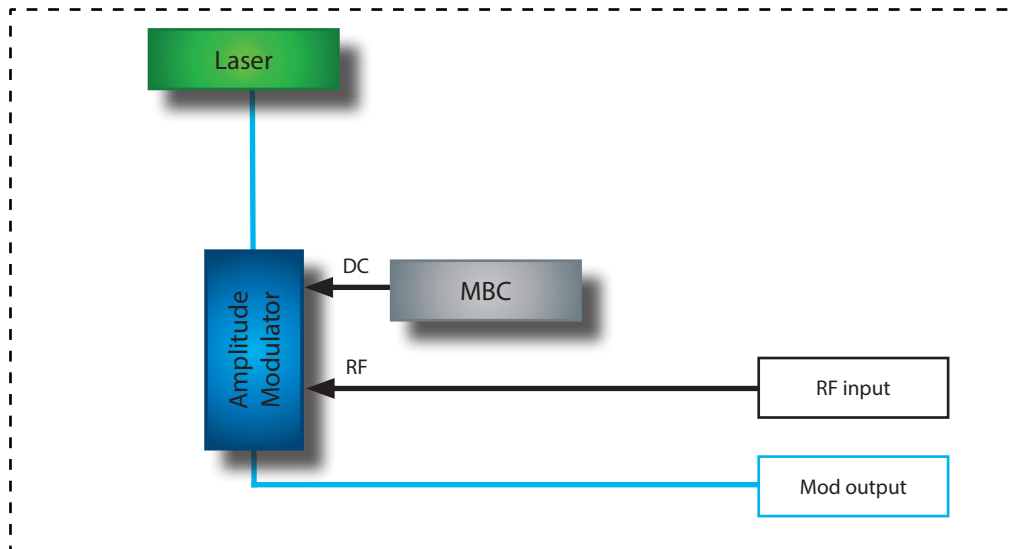 Laser
DC
MBC
Amplitude
Modulator
RF
RF input
Mod output